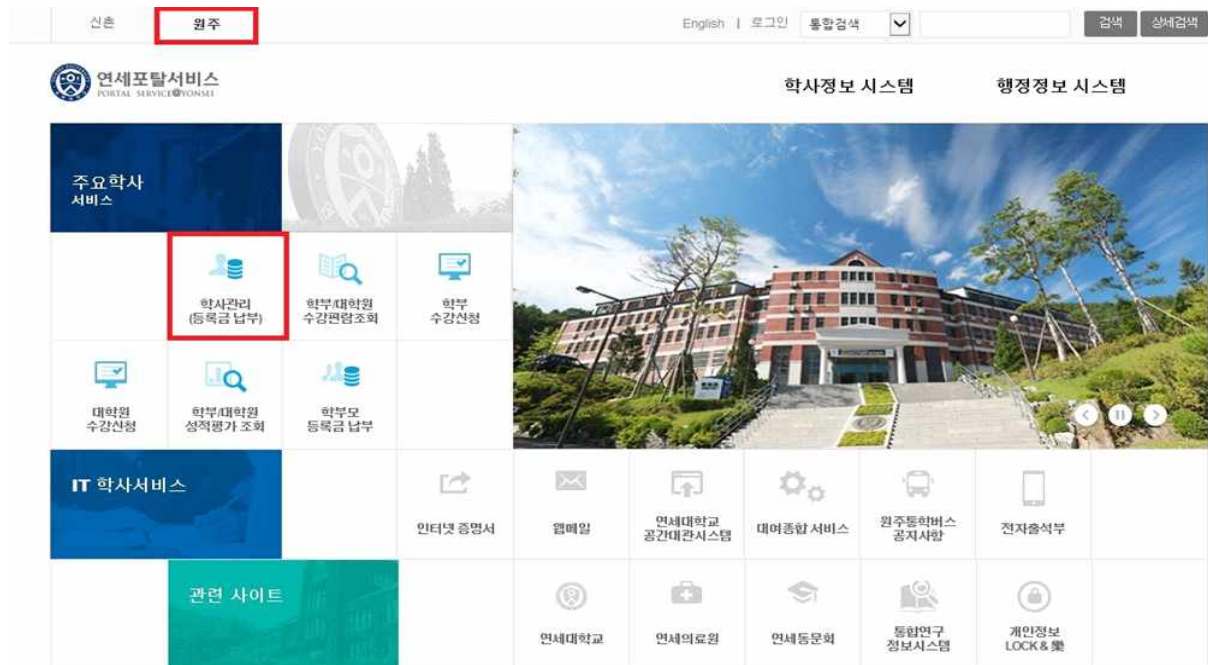 신촌
원주
English | 로그인
통합검색
검색
상세검색
연세포탈서비스
PORTAL SERVICE@YONSEI
학사정보 시스템
행정정보 시스템
주요학사
서비스
학사관리
(등록금 납부)
학부/대학원
수강편람조회
학부
수강신청
대학원
수강신청
학부/대학원
성적평가 조회
학부모
등록금 납부
IT 학사서비스
인터넷 증명서
웹메일
연세대학교
공간대관시스템
대여종합 서비스
원주통학버스
공지사항
전자출석부
관련 사이트
연세대학교
연세의료원
연세동문회
통합연구
정보시스템
개인정보
LOCK & 樂